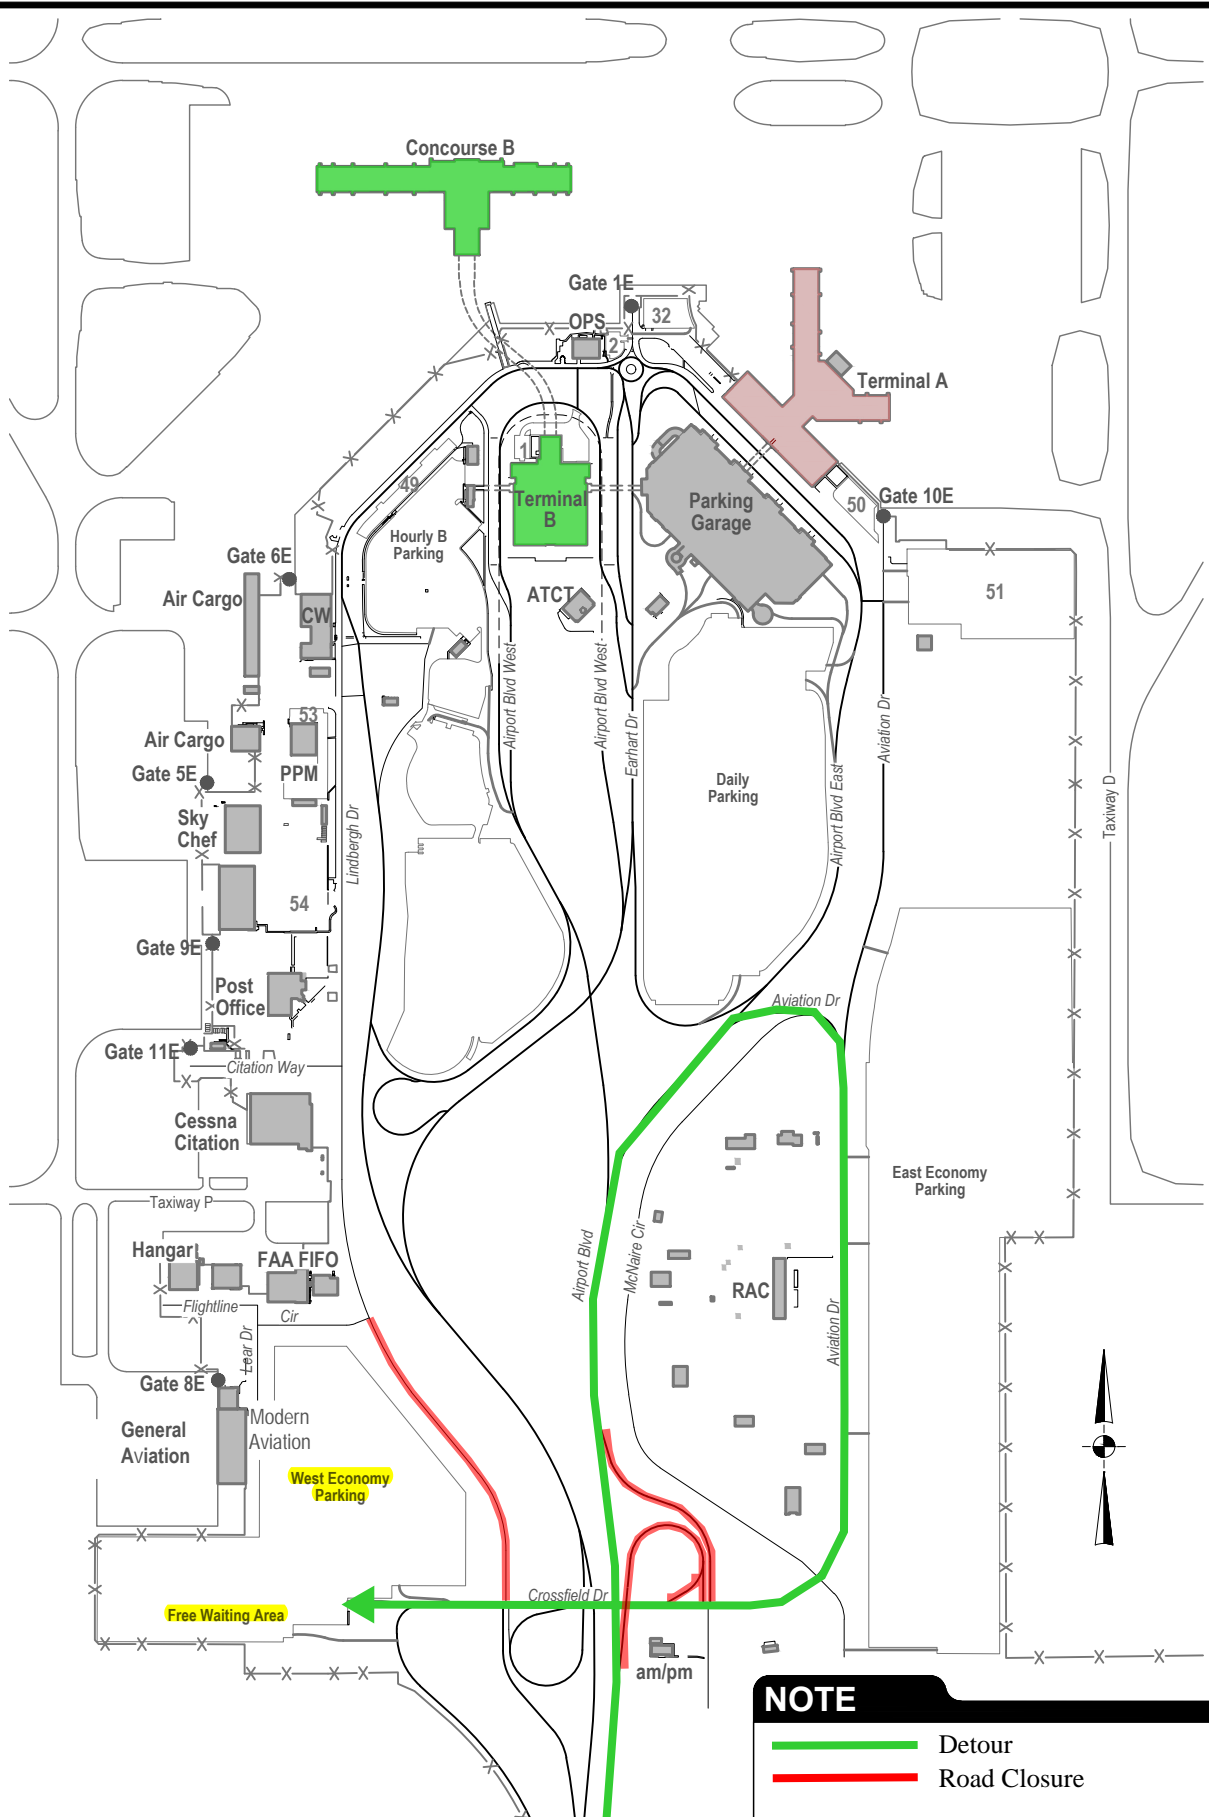 Concourse B
Gate 1E
OPS
32
2
Terminal A
1
49
Terminal
B
Parking
Garage
50
Gate 10E
Hourly B
Parking
Gate 6E
Air Cargo
CW
ATCT
51
Airport Blvd West
Airport Blvd West
Earhart Dr
Aviation Dr
53
Air Cargo
Gate 5E
PPM
Daily
Parking
Airport Blvd East
Taxiway D
Sky
Chef
Lindbergh Dr
54
Gate 9E
Post
Office
Aviation Dr
Gate 11E
Citation Way
Cessna
Citation
East Economy
Parking
Taxiway P
Hangar
FAA FIFO
Airport Blvd
McNaire Cir
RAC
Flightline
Cir
Lear Dr
Aviation Dr
Gate 8E
General
Aviation
Modern
Aviation
West Economy
Parking
Crossfield Dr
Free Waiting Area
am/pm
NOTE
Detour
Road Closure